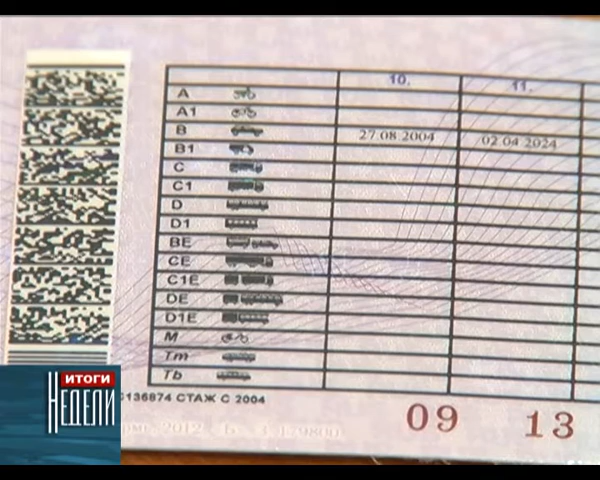 10. 11.
A
A1
B 27.08.2004 02.04.2024
B1
C
C1
D
D1
BE
CE
C1E
DE
D1E
M
Tm
Tb
136874 СТАЖ С 2004
2012
09 13
ИТОГИ
НЕДЕЛИ